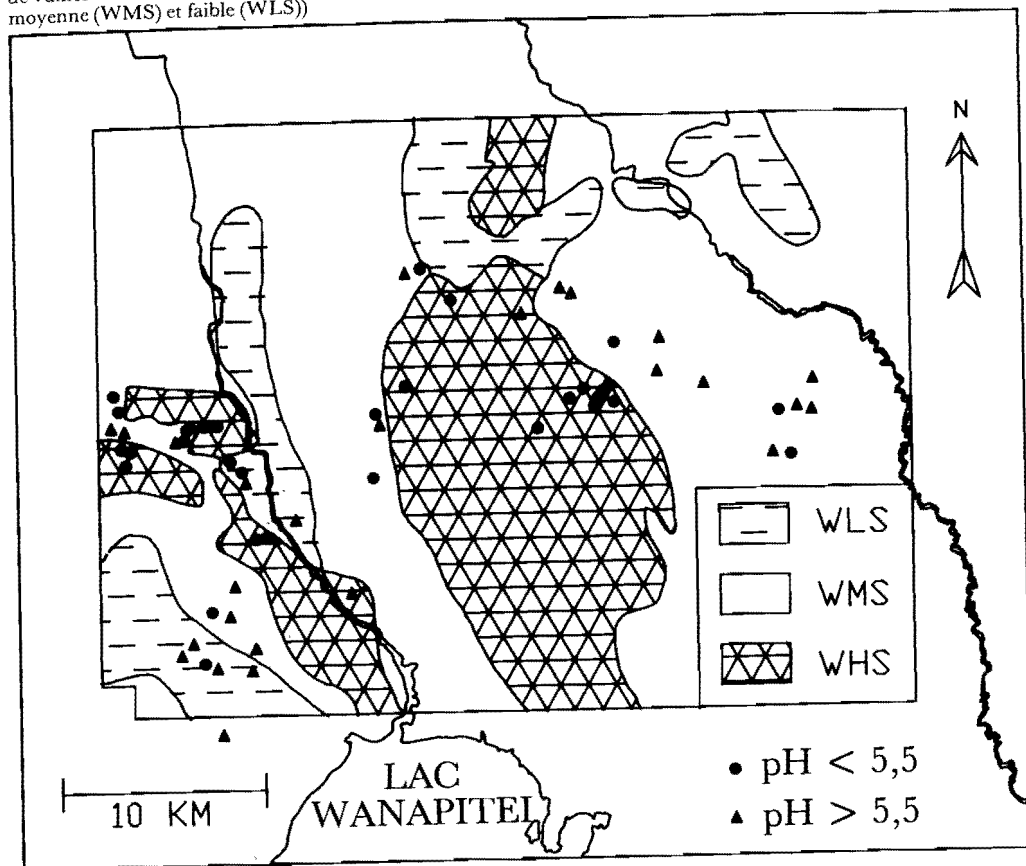 moyenne (WMS) et faible (WLS))
N
WLS
WMS
WHS
pH < 5,5
pH > 5,5
10 KM
LAC
WANAPITEI